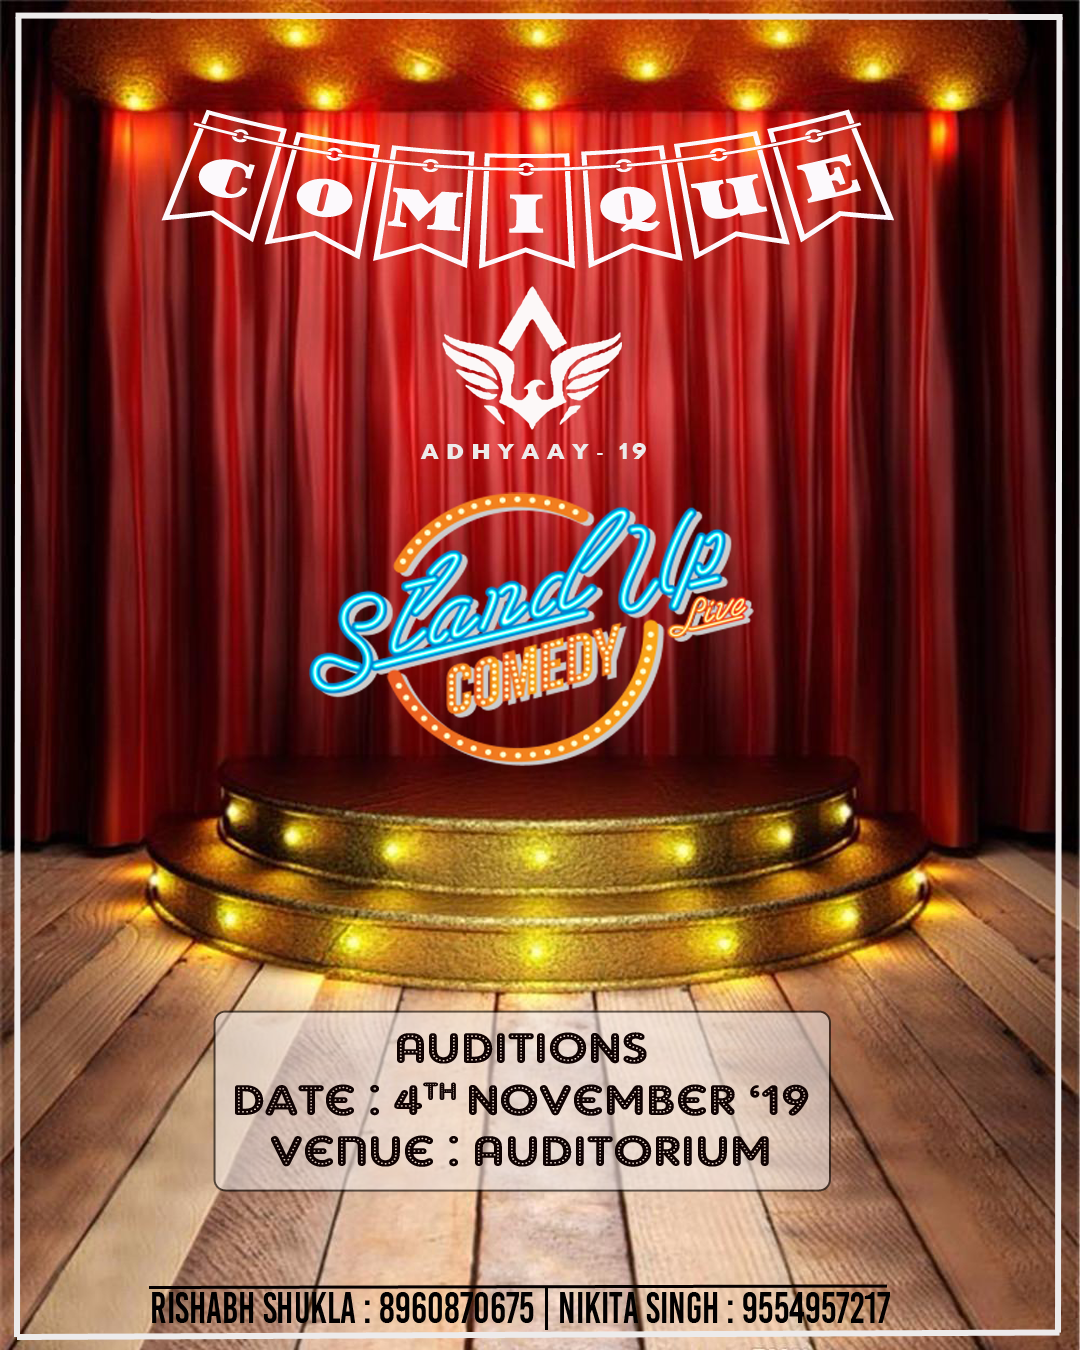 COMIQUE
ADHYAAY- 19
Stand Up
Live
COMEDY
AUDITIONS
DATE : 4TH NOVEMBER ‘19
VENUE : AUDITORIUM
RISHABH SHUKLA : 8960870675 | NIKITA SINGH : 9554957217